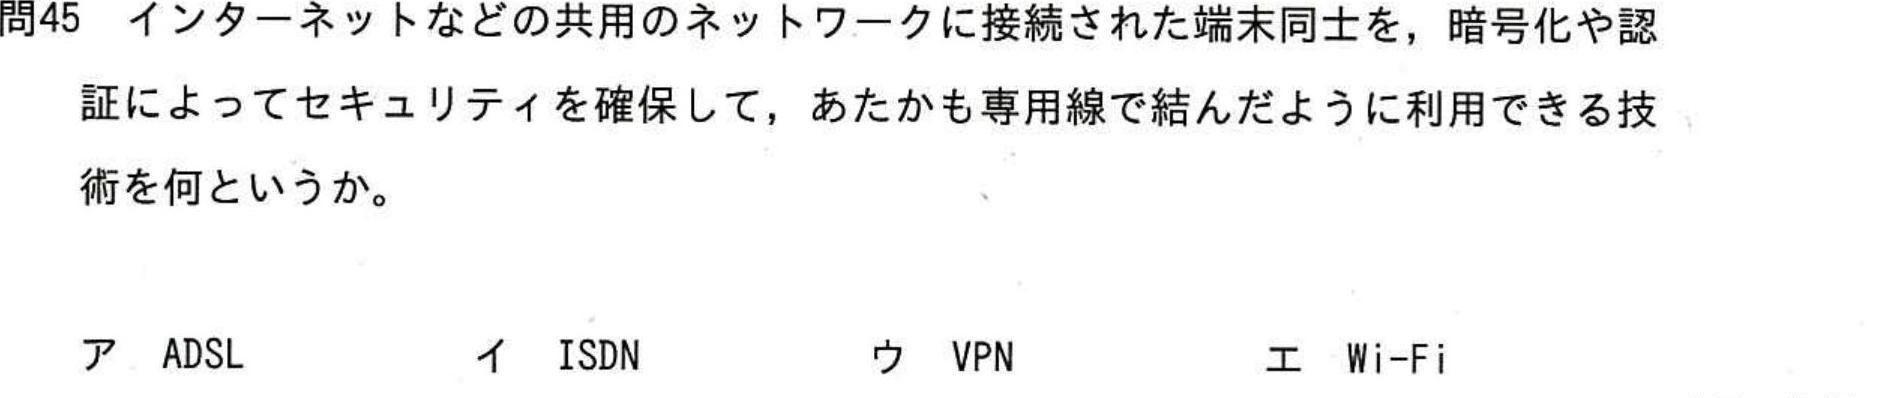 問45　インターネットなどの共用のネットワークに接続された端末同士を，暗号化や認
証によってセキュリティを確保して，あたかも専用線で結んだように利用できる技
術を何というか。
ア　ADSL　イ　ISDN　ウ　VPN　エ　Wi-Fi